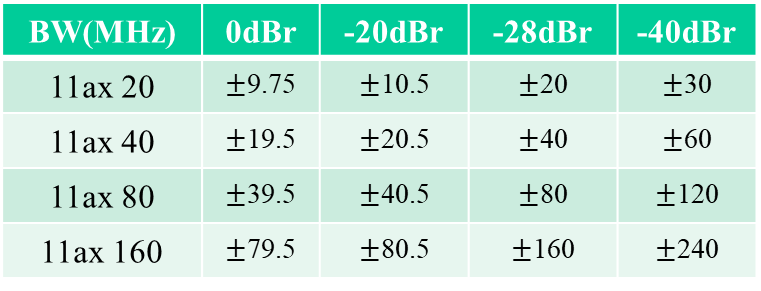 BW(MHz) 0dBr -20dBr -28dBr -40dBr
11ax 20 ±9.75 ±10.5 ±20 ±30
11ax 40 ±19.5 ±20.5 ±40 ±60
11ax 80 ±39.5 ±40.5 ±80 ±120
11ax 160 ±79.5 ±80.5 ±160 ±240